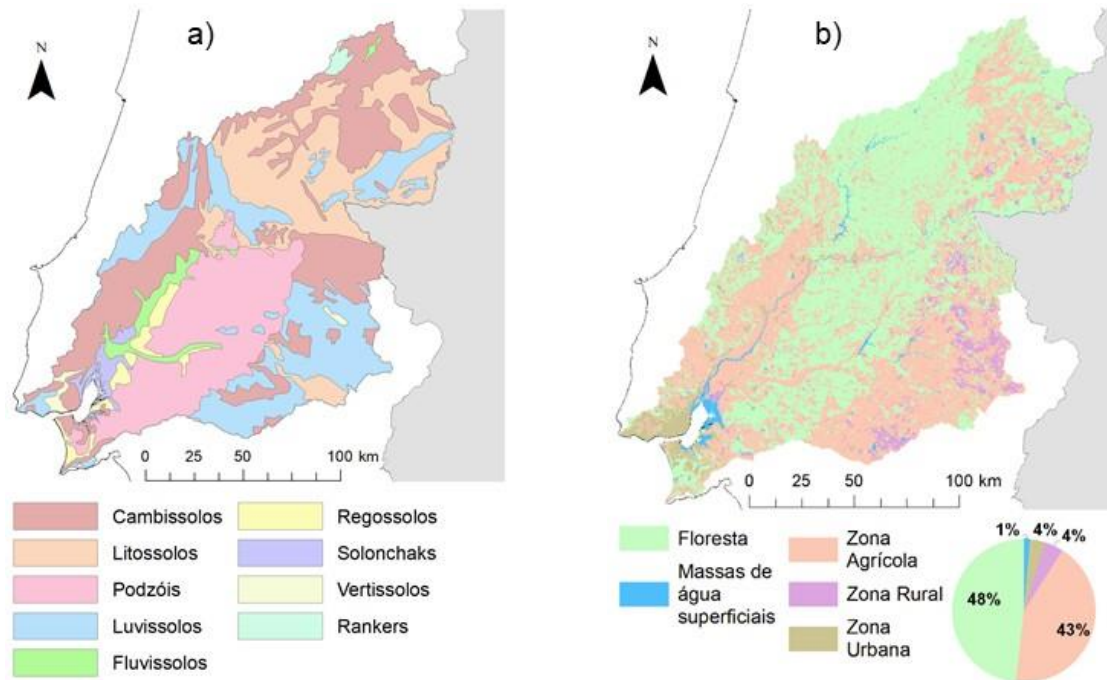 a)
N
0 25 50 100 km
Cambissolos
Litossolos
Podzóis
Luvissolos
Fluvissolos
Regossolos
Solonchaks
Vertissolos
Rankers
b)
N
0 25 50 100 km
Floresta
Massas de
água
superficiais
Zona
Agrícola
Zona Rural
Zona
Urbana
1%
4%
4%
48%
43%